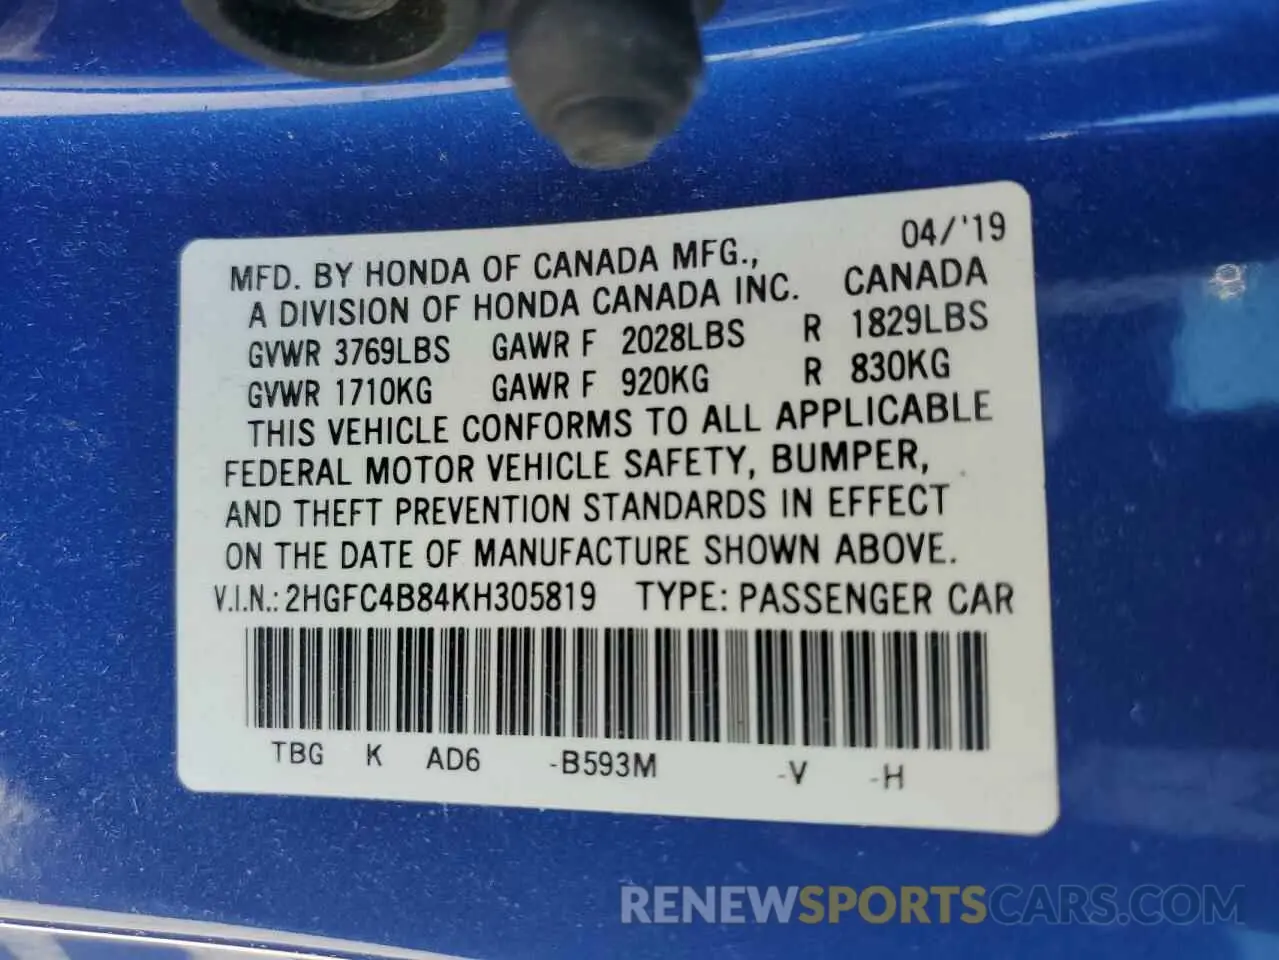 04/'19
MFD. BY HONDA OF CANADA MFG.,
A DIVISION OF HONDA CANADA INC. CANADA
GVWR 3769LBS GAWR F 2028LBS R 1829LBS
GVWR 1710KG GAWR F 920KG R 830KG
THIS VEHICLE CONFORMS TO ALL APPLICABLE
FEDERAL MOTOR VEHICLE SAFETY, BUMPER,
AND THEFT PREVENTION STANDARDS IN EFFECT
ON THE DATE OF MANUFACTURE SHOWN ABOVE.
V.I.N.: 2HGFC4B84KH305819 TYPE: PASSENGER CAR
TBG K AD6 -B593M -V -H
RENEWSPORTSCARS.COM